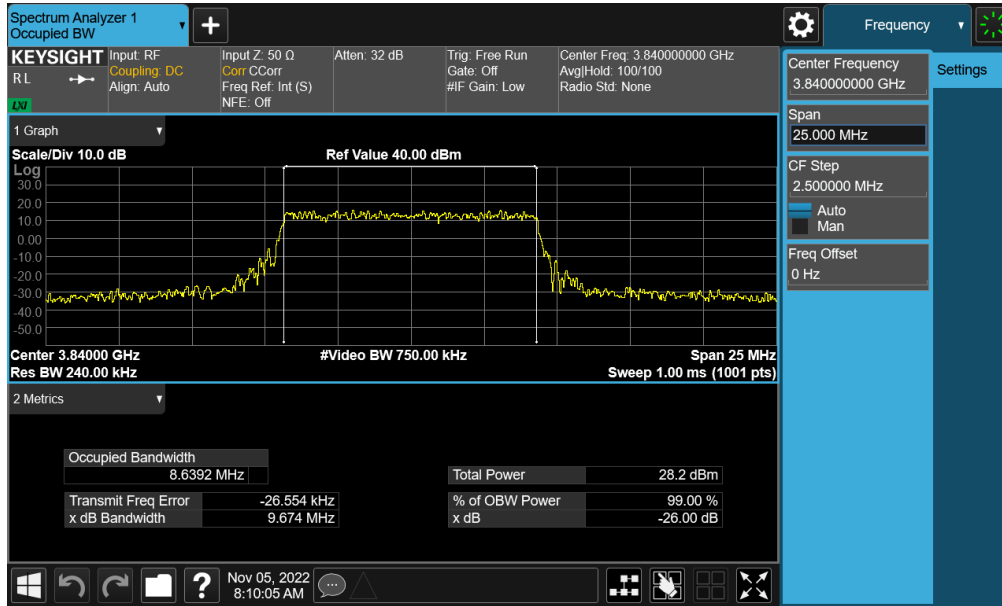 Spectrum Analyzer 1
Occupied BW
+
Frequency
KEYSIGHT
R L
LXI
Input: RF
Coupling: DC
Align: Auto
Input Z: 50 Ω
Corr CCorr
Freq Ref: Int (S)
NFE: Off
Atten: 32 dB
Trig: Free Run
Gate: Off
#IF Gain: Low
Center Freq: 3.840000000 GHz
Avg|Hold: 100/100
Radio Std: None
Center Frequency
3.840000000 GHz
Settings
Span
25.000 MHz
CF Step
2.500000 MHz
Auto
Man
Freq Offset
0 Hz
1 Graph
Scale/Div 10.0 dB
Ref Value 40.00 dBm
Log
30.0
20.0
10.0
0.00
-10.0
-20.0
-30.0
-40.0
-50.0
Center 3.84000 GHz
#Video BW 750.00 kHz
Span 25 MHz
Res BW 240.00 kHz
Sweep 1.00 ms (1001 pts)
2 Metrics
Occupied Bandwidth
8.6392 MHz
Total Power 28.2 dBm
Transmit Freq Error -26.554 kHz
% of OBW Power 99.00 %
x dB Bandwidth 9.674 MHz
x dB -26.00 dB
?
Nov 05, 2022
8:10:05 AM